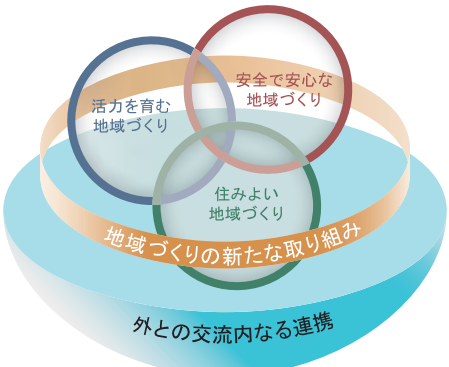 安全で安心な
地域づくり
活力を育む
地域づくり
住みよい
地域づくり
地域づくりの新たな取り組み
外との交流内なる連携